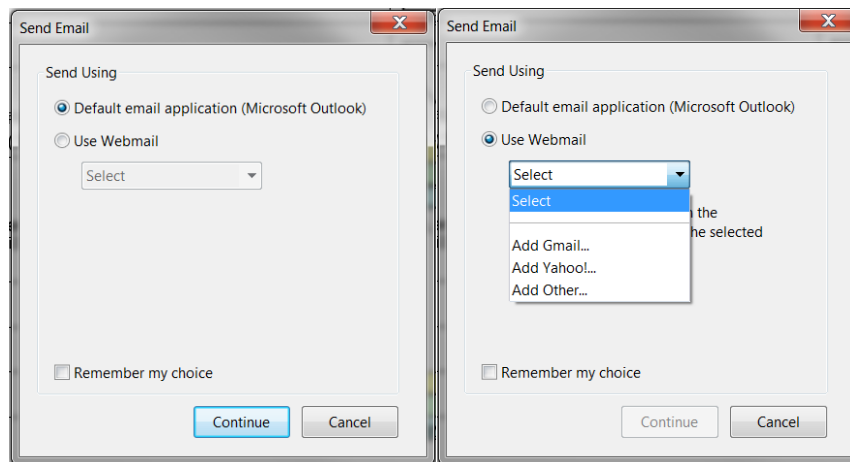 Send Email
Send Using
Default email application (Microsoft Outlook)
Use Webmail
Select
Remember my choice
Continue
Cancel
Send Email
Send Using
Default email application (Microsoft Outlook)
Use Webmail
Select
Select
the
he selected
Add Gmail...
Add Yahoo!...
Add Other...
Remember my choice
Continue
Cancel